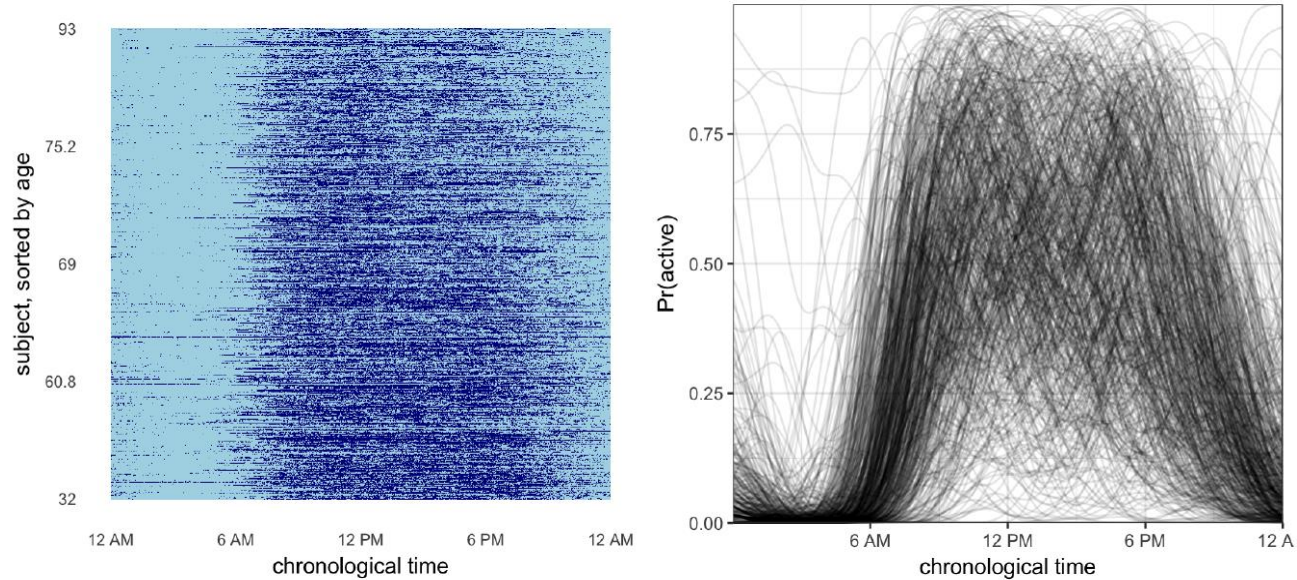 93
75.2
69
60.8
32
subject, sorted by age
12 AM 6 AM 12 PM 6 PM 12 AM
chronological time
0.75
0.50
0.25
0.00
Pr(active)
6 AM 12 PM 6 PM 12 A
chronological time